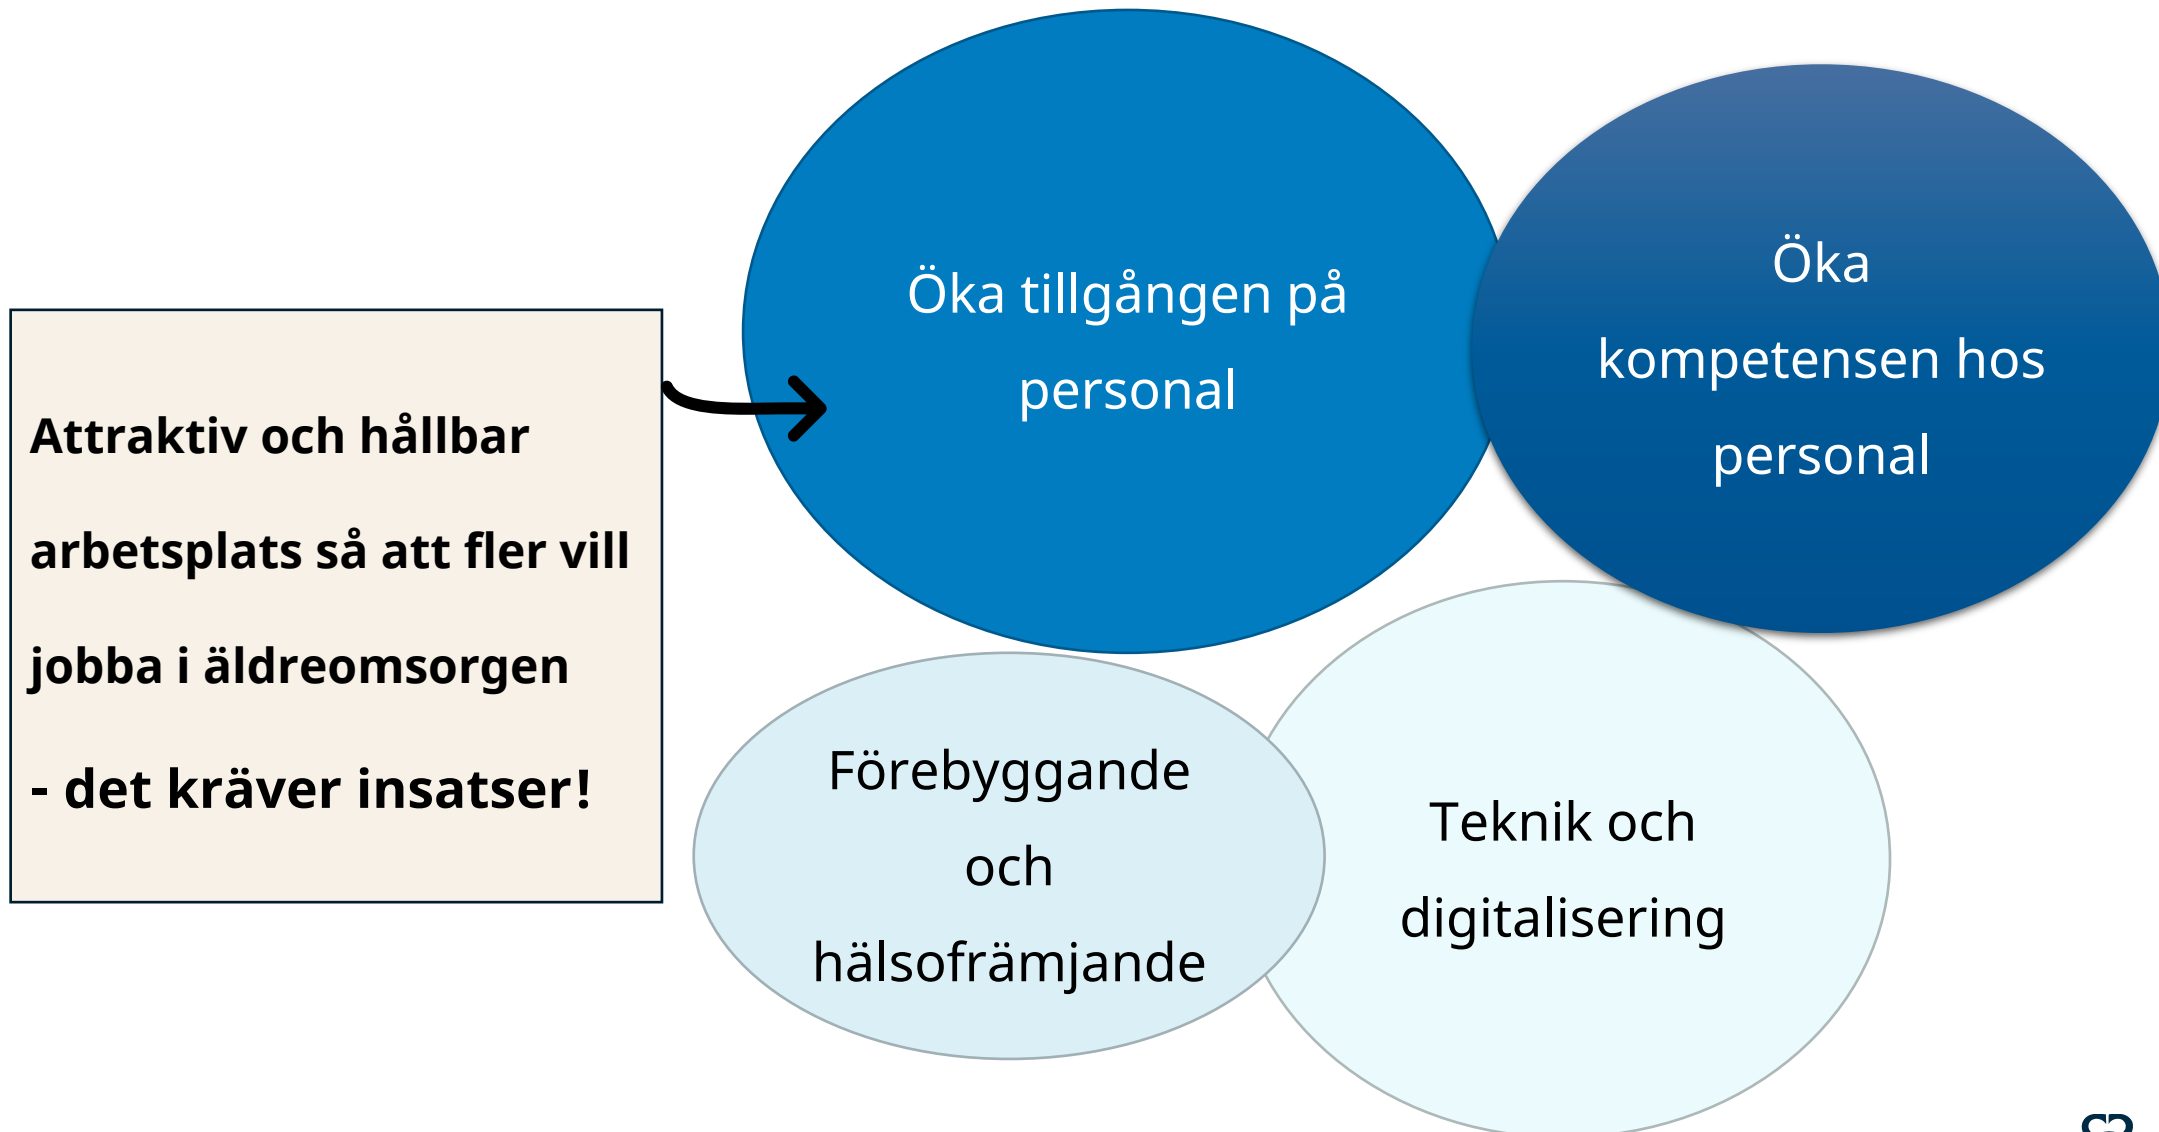 Öka tillgången på
personal
Öka
kompetensen hos
personal
Attraktiv och hållbar
arbetsplats så att fler vill
jobba i äldreomsorgen
- det kräver insatser!
Förebyggande
och
hälsofrämjande
Teknik och
digitalisering